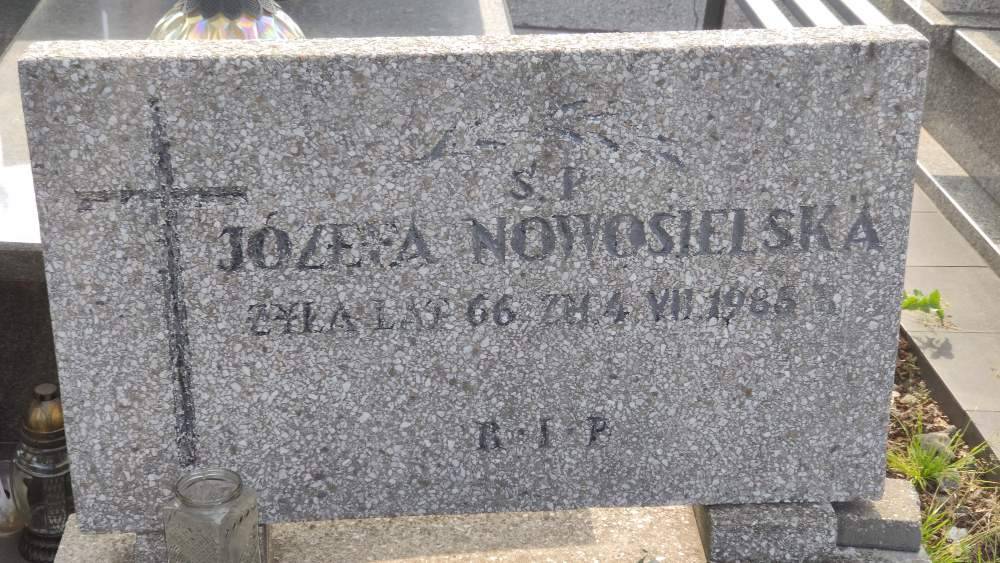 Ś. P.
JÓZEFA NOWOSIELSKA
ŻYŁA LAT 66. ZM. 4. VII. 1985 R.
R · I · P